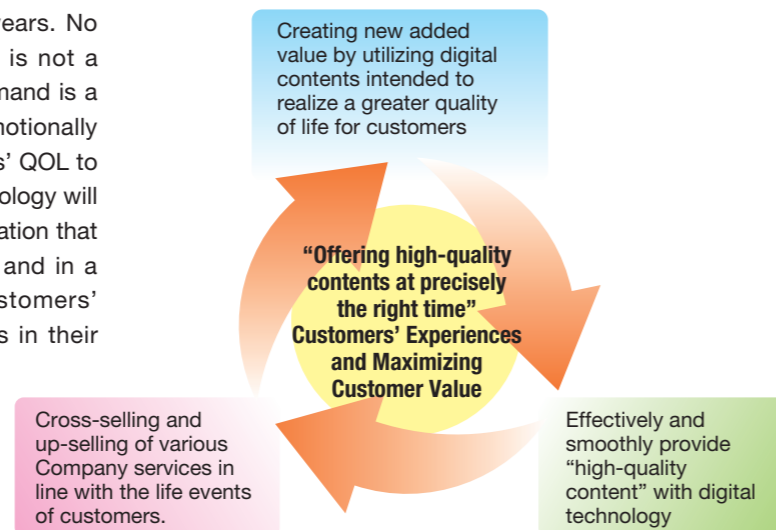 ears. No
is not a
mand is a
motionally
s’ QOL to
ology will
ation that
and in a
stomers’
s in their
Creating new added
value by utilizing digital
contents intended to
realize a greater quality
of life for customers
“Offering high-quality
contents at precisely
the right time”
Customers’ Experiences
and Maximizing
Customer Value
Cross-selling and
up-selling of various
Company services in
line with the life events
of customers.
Effectively and
smoothly provide
“high-quality
content” with digital
technology